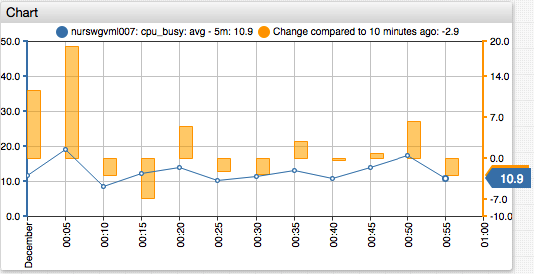 Chart
nurswgvml007: cpu_busy: avg - 5m: 10.9 Change compared to 10 minutes ago: -2.9
50.0 20.0
40.0 14.0
30.0 7.0
20.0 0.0
10.0 10.9
-7.0
0.0 -10.0
December 00:05 00:10 00:15 00:20 00:25 00:30 00:35 00:40 00:45 00:50 00:55 01:00